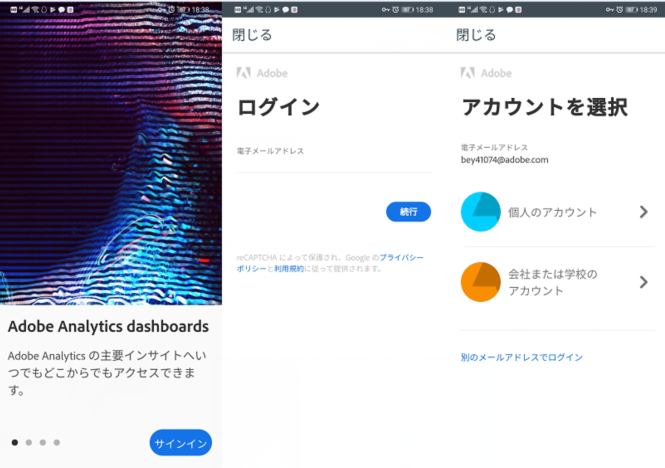 18:38
Adobe Analytics dashboards
Adobe Analytics の主要インサイトへい
つでもどこからでもアクセスできま
す。
サインイン
18:38
閉じる
Adobe
ログイン
電子メールアドレス
続行
reCAPTCHA によって保護され、Google のプライバシー
ポリシーと利用規約に従って提供されます。
18:39
閉じる
Adobe
アカウントを選択
電子メールアドレス
bey41074@adobe.com
個人のアカウント
会社または学校の
アカウント
別のメールアドレスでログイン